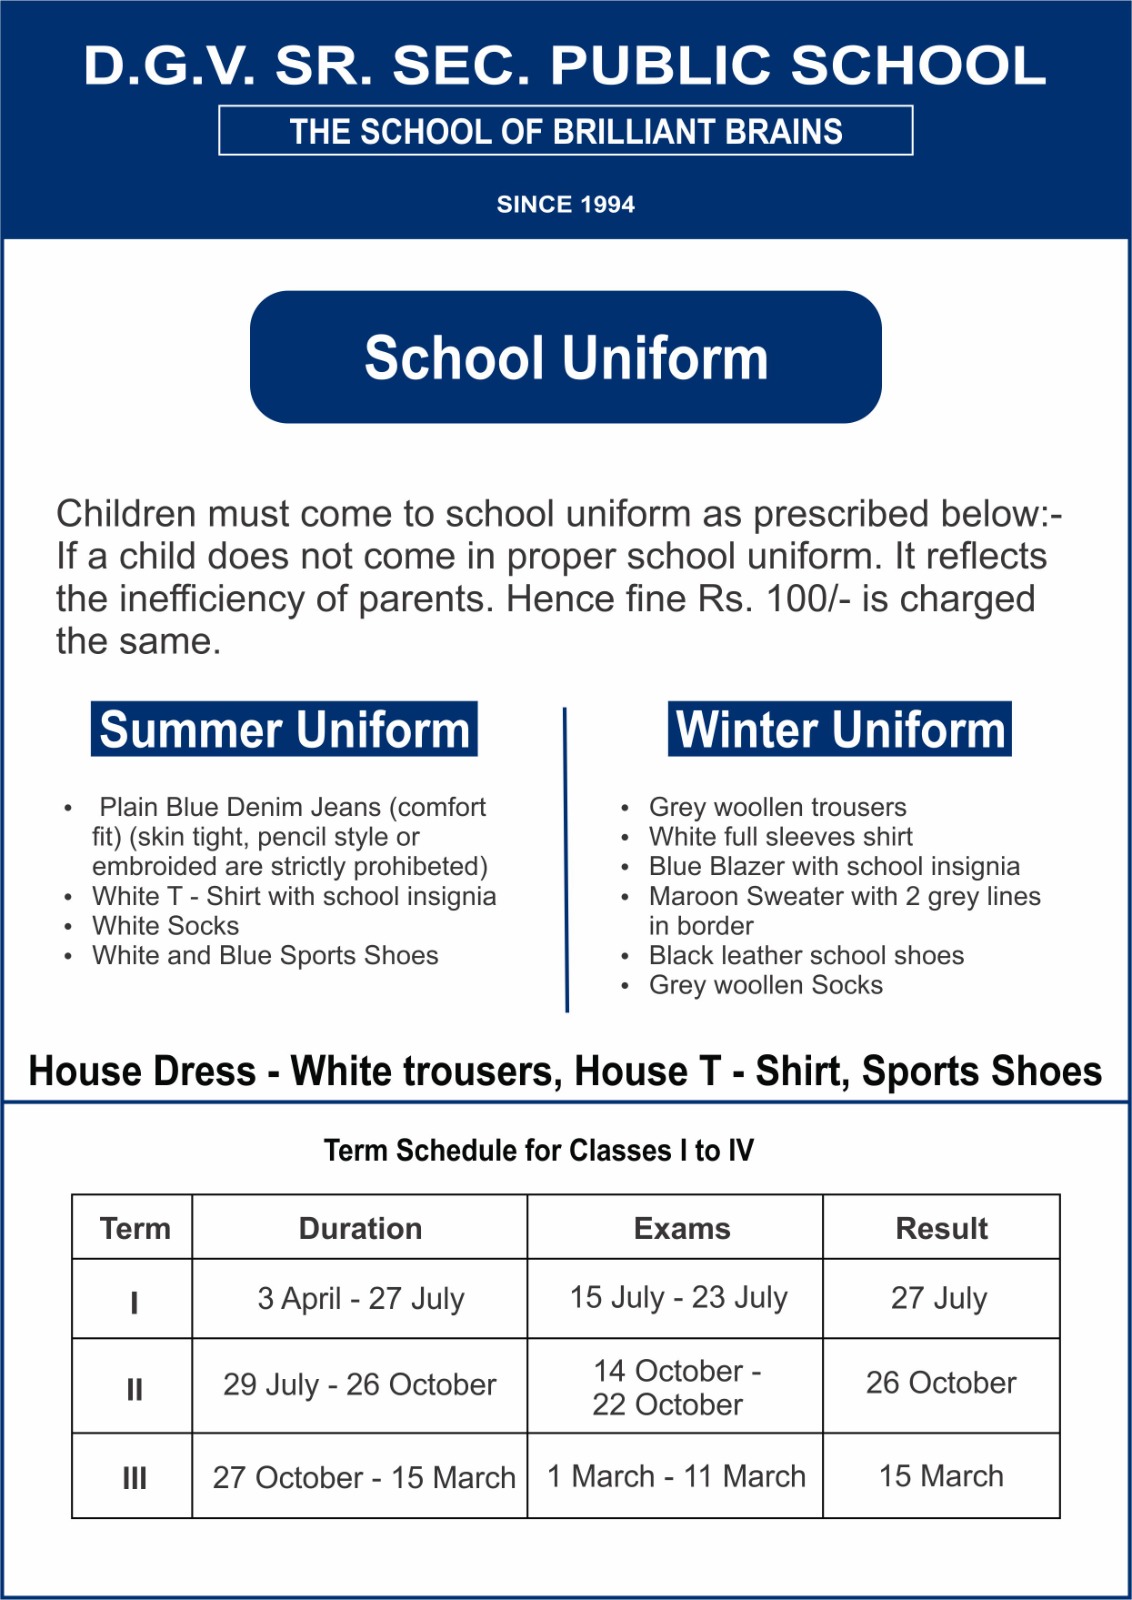 D.G.V. SR. SEC. PUBLIC SCHOOL
THE SCHOOL OF BRILLIANT BRAINS
SINCE 1994
School Uniform
Children must come to school uniform as prescribed below:-
If a child does not come in proper school uniform. It reflects
the inefficiency of parents. Hence fine Rs. 100/- is charged
the same.
Summer Uniform
• Plain Blue Denim Jeans (comfort
fit) (skin tight, pencil style or
embroided are strictly prohibeted)
• White T - Shirt with school insignia
• White Socks
• White and Blue Sports Shoes
Winter Uniform
• Grey woollen trousers
• White full sleeves shirt
• Blue Blazer with school insignia
• Maroon Sweater with 2 grey lines
in border
• Black leather school shoes
• Grey woollen Socks
House Dress - White trousers, House T - Shirt, Sports Shoes
Term Schedule for Classes I to IV
Term Duration Exams Result
I 3 April - 27 July 15 July - 23 July 27 July
II 29 July - 26 October 14 October -
22 October 26 October
III 27 October - 15 March 1 March - 11 March 15 March